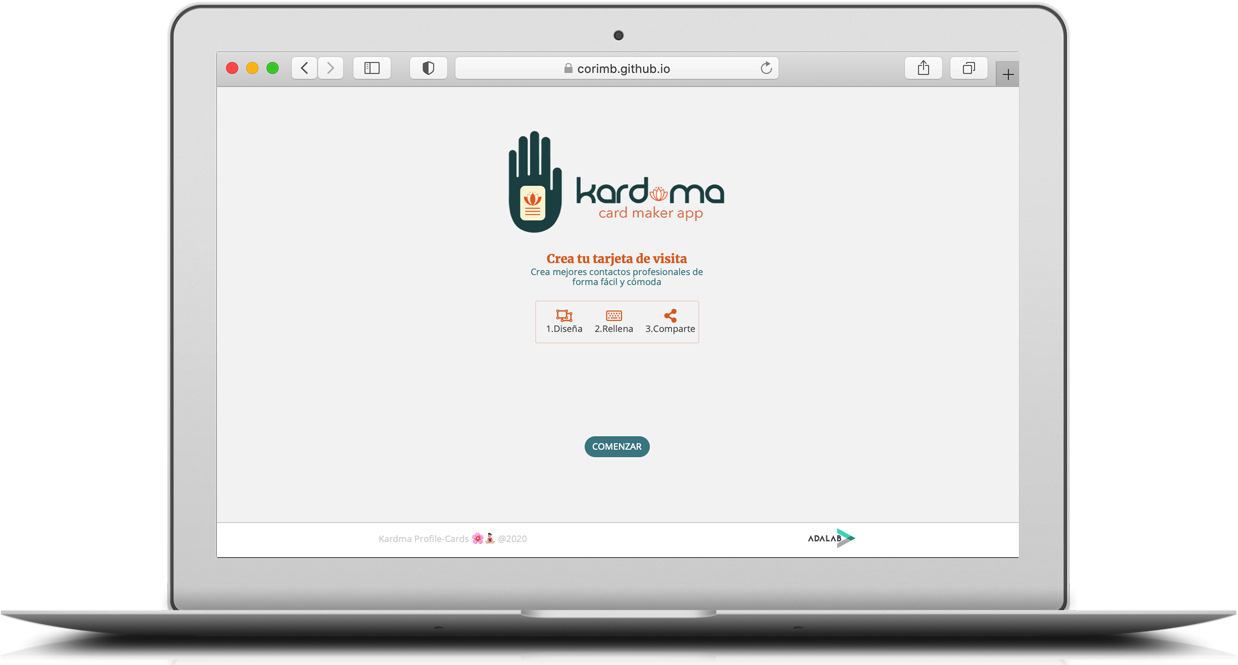 corimb.github.io
kardma
card maker app
Crea tu tarjeta de visita
Crea mejores contactos profesionales de
forma fácil y cómoda
1.Diseña 2.Rellena 3.Comparte
COMENZAR
Kardma Profile-Cards 🌸💃🏻 @2020
ADALAB